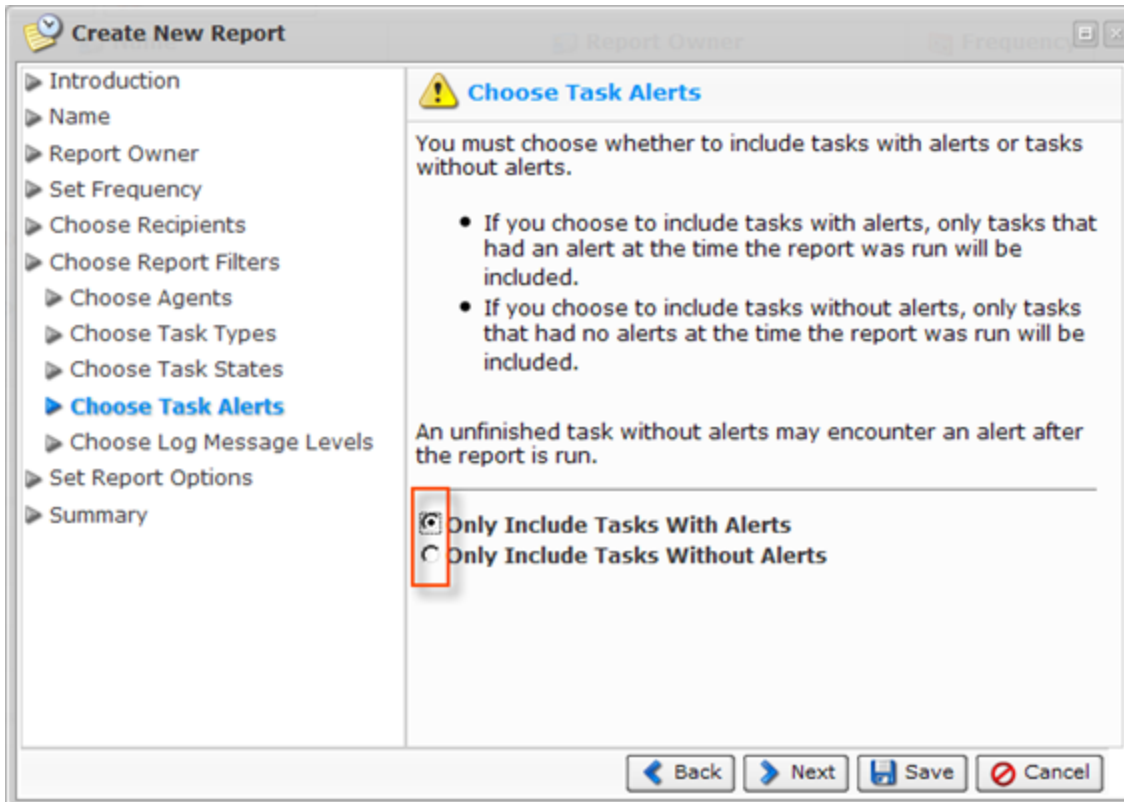 Create New Report
Name
Report Owner
Frequency
Introduction
Name
Report Owner
Set Frequency
Choose Recipients
Choose Report Filters
Choose Agents
Choose Task Types
Choose Task States
Choose Task Alerts
Choose Log Message Levels
Set Report Options
Summary
Choose Task Alerts
You must choose whether to include tasks with alerts or tasks
without alerts.
• If you choose to include tasks with alerts, only tasks that
had an alert at the time the report was run will be
included.
• If you choose to include tasks without alerts, only tasks
that had no alerts at the time the report was run will be
included.
An unfinished task without alerts may encounter an alert after
the report is run.
Only Include Tasks With Alerts
Only Include Tasks Without Alerts
Back
Next
Save
Cancel